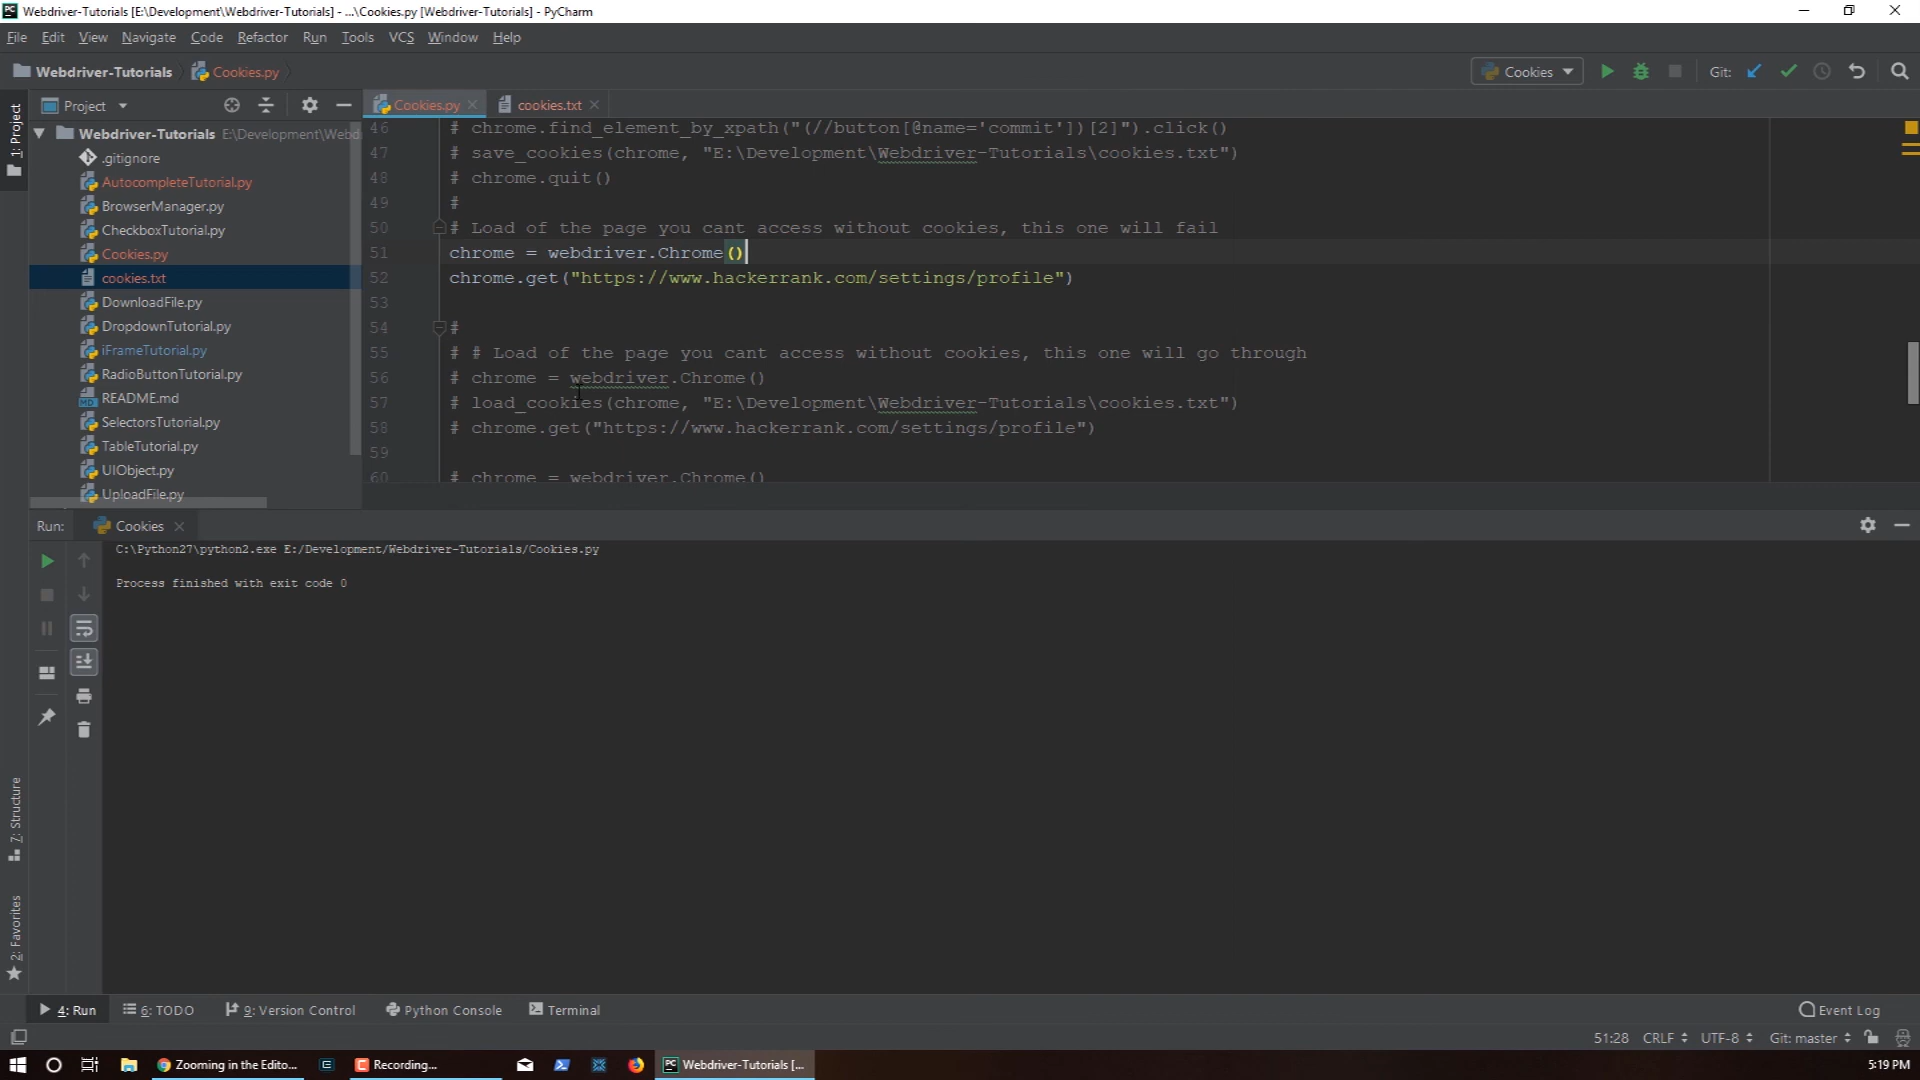 Webdriver-Tutorials [E:\Development\Webdriver-Tutorials] - ...\Cookies.py [Webdriver-Tutorials] - PyCharm
File Edit View Navigate Code Refactor Run Tools VCS Window Help
Webdriver-Tutorials Cookies.py Cookies Git:
1: Project
Project
Cookies.py cookies.txt
Webdriver-Tutorials E:\Development\Webd
.gitignore
AutocompleteTutorial.py
BrowserManager.py
CheckboxTutorial.py
Cookies.py
cookies.txt
DownloadFile.py
DropdownTutorial.py
iFrameTutorial.py
RadioButtonTutorial.py
README.md
SelectorsTutorial.py
TableTutorial.py
UIObject.py
UploadFile.py
46 # chrome.find_element_by_xpath("(//button[@name='commit'])[2]").click()
47 # save_cookies(chrome, "E:\Development\Webdriver-Tutorials\cookies.txt")
48 # chrome.quit()
49 #
50 # Load of the page you cant access without cookies, this one will fail
51 chrome = webdriver.Chrome()
52 chrome.get("https://www.hackerrank.com/settings/profile")
53
54 #
55 # # Load of the page you cant access without cookies, this one will go through
56 # chrome = webdriver.Chrome()
57 # load_cookies(chrome, "E:\Development\Webdriver-Tutorials\cookies.txt")
58 # chrome.get("https://www.hackerrank.com/settings/profile")
59
60 # chrome = webdriver.Chrome()
Run: Cookies
C:\Python27\python2.exe E:/Development/Webdriver-Tutorials/Cookies.py
Process finished with exit code 0
7: Structure
2: Favorites
4: Run 6: TODO 9: Version Control Python Console Terminal Event Log
51:28 CRLF UTF-8 Git: master
Zooming in the Edito... Recording... Webdriver-Tutorials [... 5:19 PM